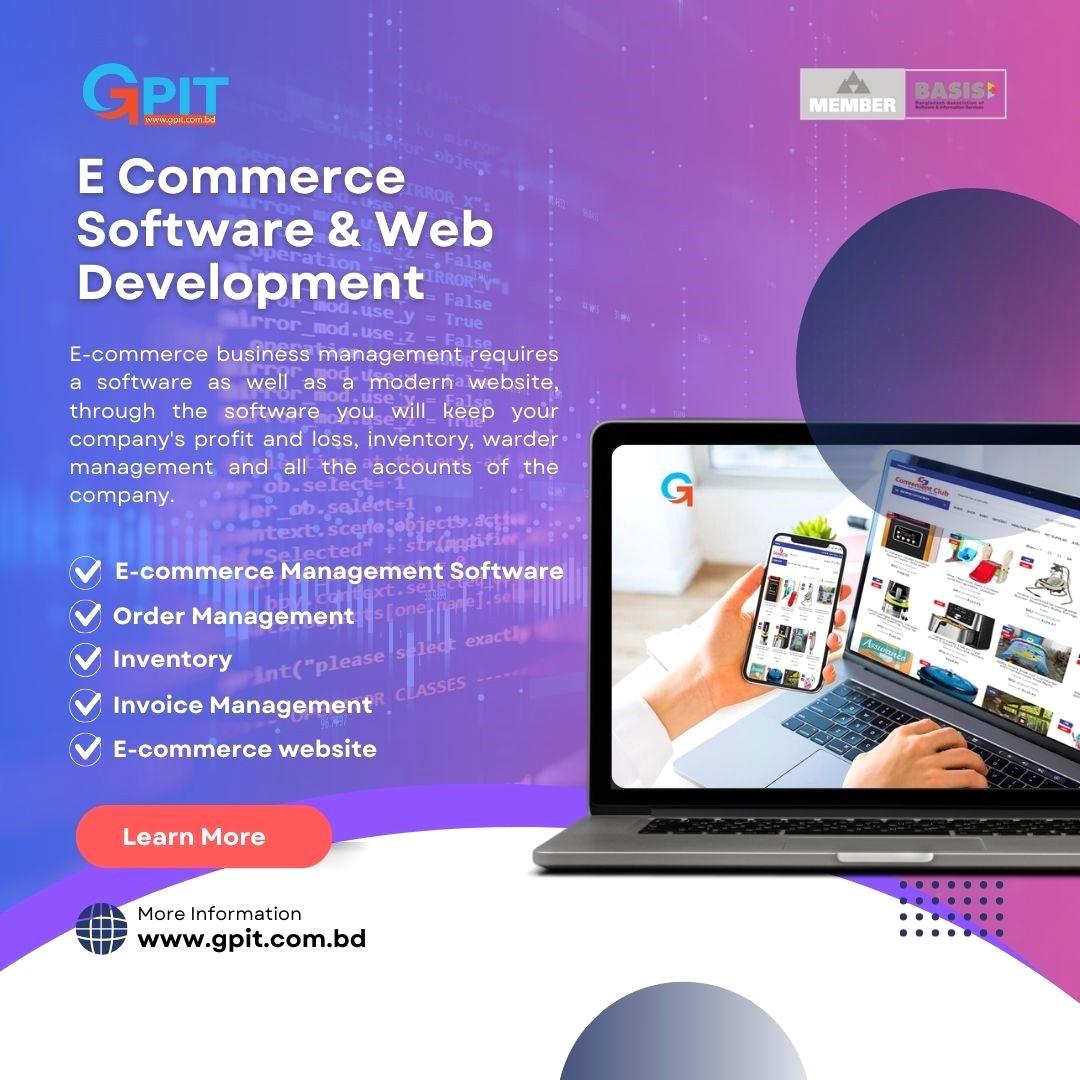 GPIT
www.gpit.com.bd
MEMBER
BASIS
Bangladesh Association of
Software & Information Services
E Commerce
Software & Web
Development
E-commerce business management requires
a software as well as a modern website,
through the software you will keep your
company's profit and loss, inventory, warder
management and all the accounts of the
company.
E-commerce Management Software
Order Management
Inventory
Invoice Management
E-commerce website
Convenient Club
Assurance
Learn More
More Information
www.gpit.com.bd